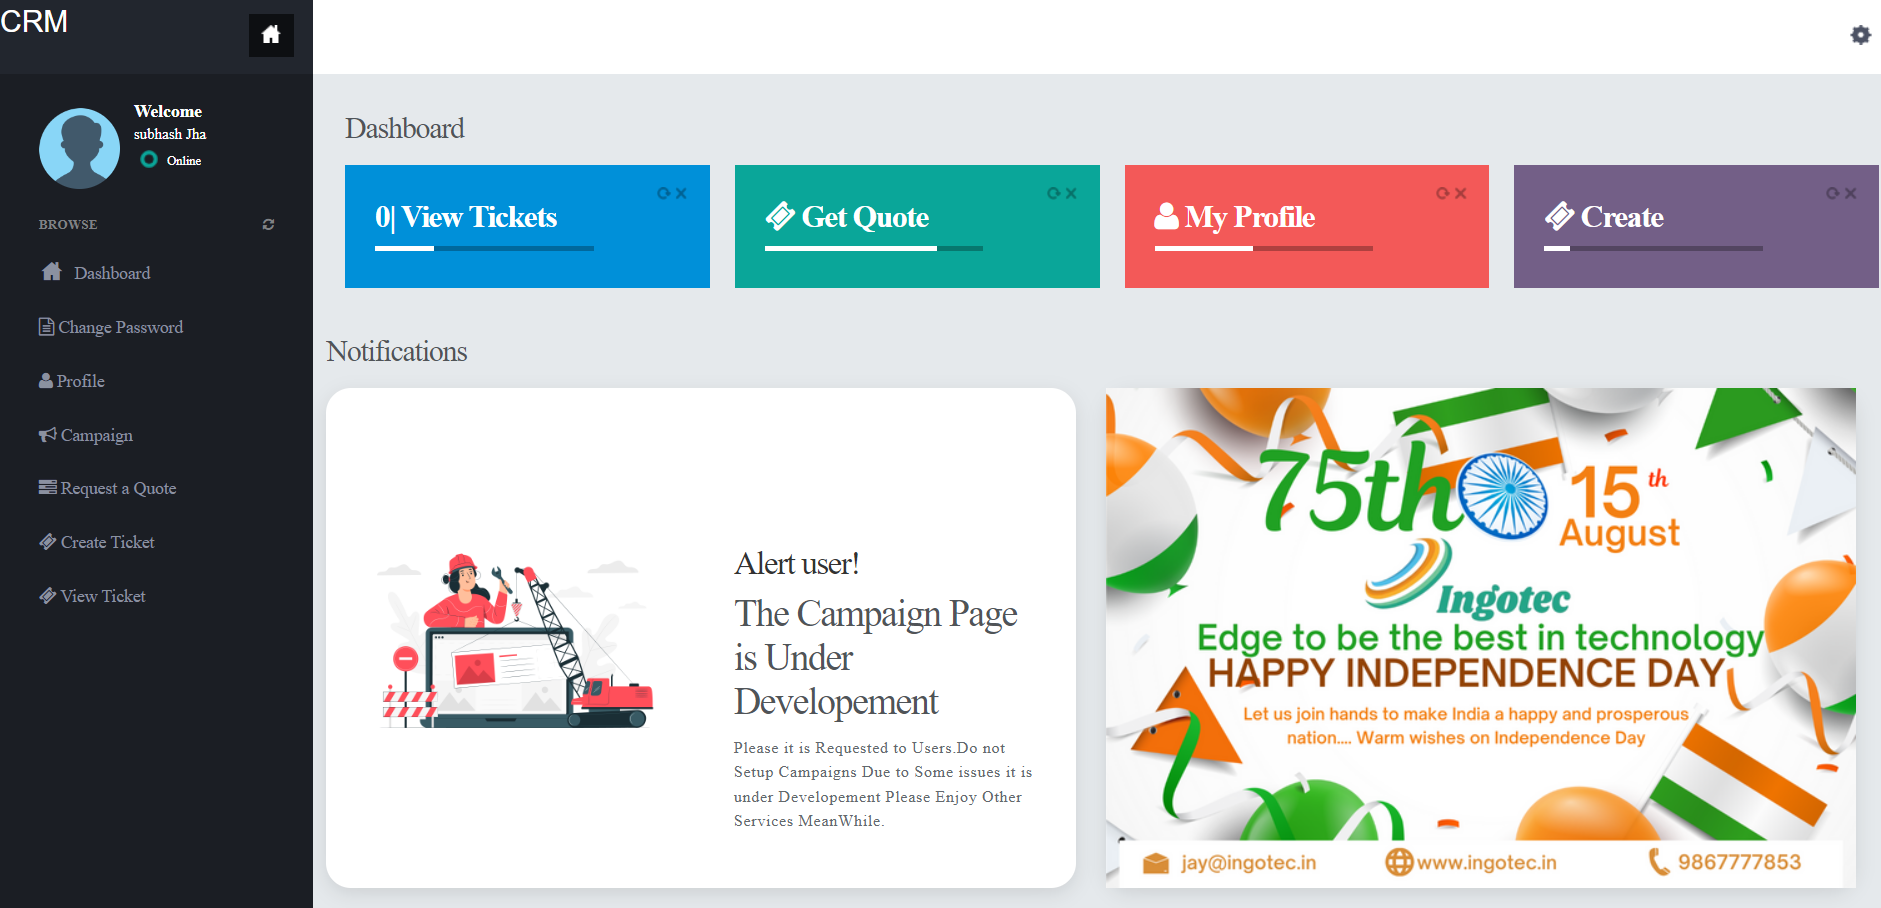 CRM
Welcome
subhash Jha
Online
BROWSE
Dashboard
Change Password
Profile
Campaign
Request a Quote
Create Ticket
View Ticket
Dashboard
0| View Tickets
Get Quote
My Profile
Create
Notifications
Alert user!
The Campaign Page
is Under
Developement
Please it is Requested to Users.Do not
Setup Campaigns Due to Some issues it is
under Developement Please Enjoy Other
Services MeanWhile.
75th
15th
August
Ingotec
Edge to be the best in technology
HAPPY INDEPENDENCE DAY
Let us join hands to make India a happy and prosperous
nation.... Warm wishes on Independence Day
jay@ingotec.in
www.ingotec.in
9867777853